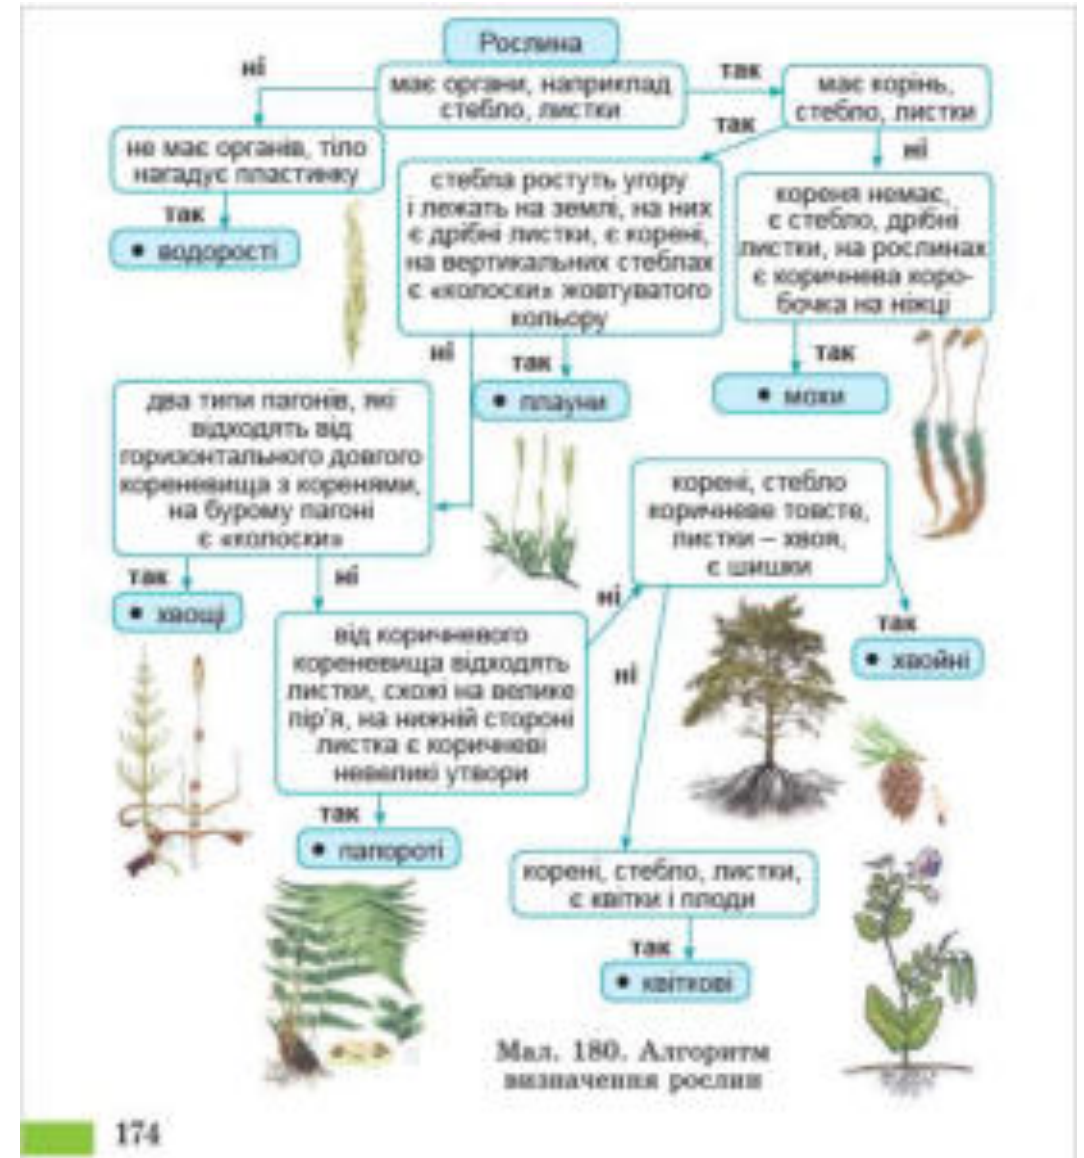 Рослина
ні
має органи, наприклад
стебло, листки
так
має корінь,
стебло, листки
не має органів, тіло
нагадує пластинку
так
• водорості
так
стебла ростуть угору
і лежать на землі, на них
є дрібні листки, є корені,
на вертикальних стеблах
є «колоски» жовтуватого
кольору
ні
кореня немає,
є стебло, дрібні
листки, на рослинах
є коричнева коро-
бочка на ніжці
так
• мохи
ні
так
• плауни
два типи пагонів, які
відходять від
горизонтального довгого
кореневища з коренями,
на бурому пагоні
є «колоски»
так
• хвощі
ні
від коричневого
кореневища відходять
листки, схожі на велике
пір'я, на нижній стороні
листка є коричневі
невеликі утвори
ні
корені, стебло
коричневе товсте,
листки – хвоя,
є шишки
так
• хвойні
ні
так
• папороті
корені, стебло, листки,
є квітки і плоди
так
• квіткові
Мал. 180. Алгоритм
визначення рослин
174